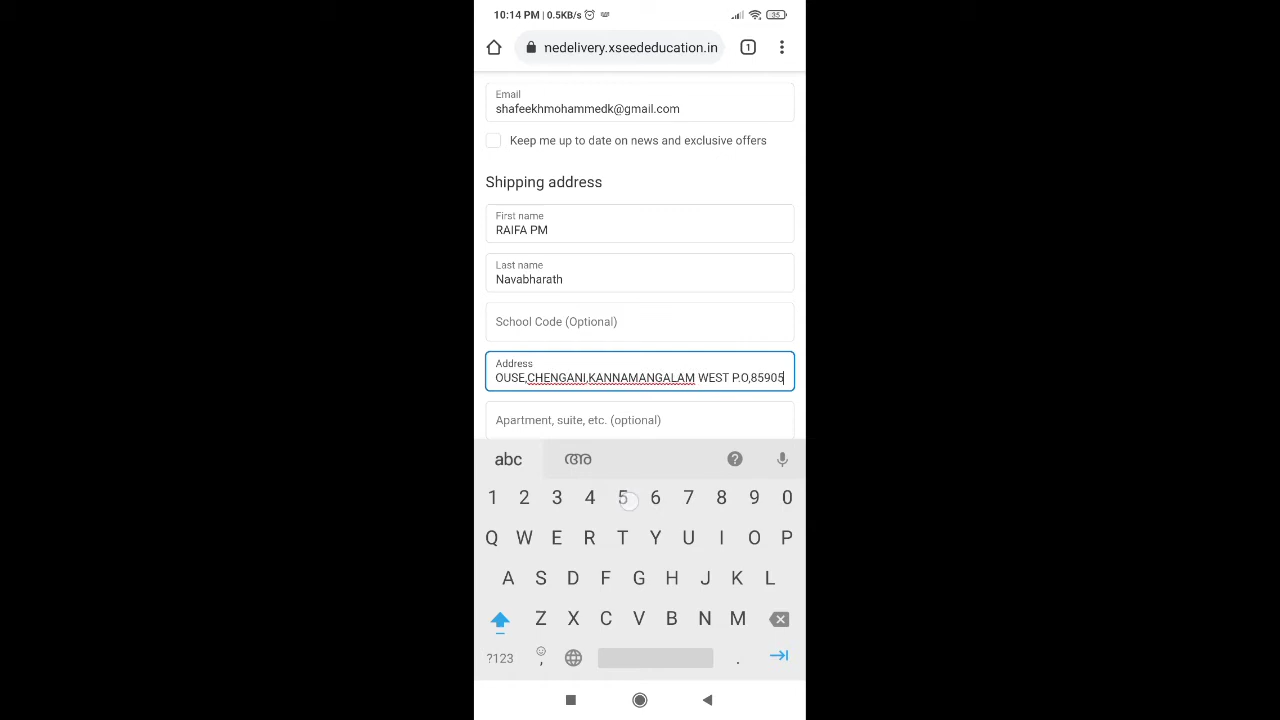 10:14 PM | 0.5KB/s
35
nedelivery.xseededucation.in
1
Email
shafeekhmohammedk@gmail.com
Keep me up to date on news and exclusive offers
Shipping address
First name
RAIFA PM
Last name
Navabharath
School Code (Optional)
Address
OUSE,CHENGANI,KANNAMANGALAM WEST P.O,85905
Apartment, suite, etc. (optional)
abc അ ?
1 2 3 4 5 6 7 8 9 0
Q W E R T Y U I O P
A S D F G H J K L
Z X C V B N M
?123 , .